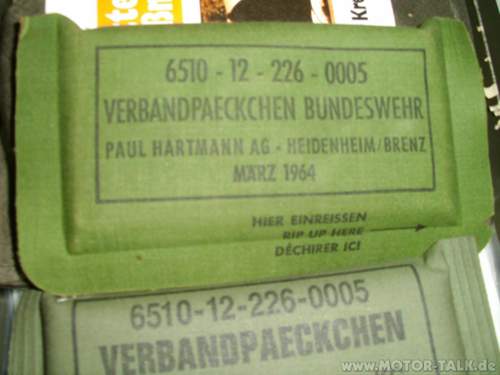 6510 - 12 - 226 - 0005
VERBANDPAECKCHEN BUNDESWEHR
PAUL HARTMANN AG - HEIDENHEIM/BRENZ
MÄRZ 1964
HIER EINREISSEN
RIP UP HERE
DÉCHIRER ICI
6510-12-226-0005
VERBANDPAECKCHEN
www.MOTOR-TALK.de